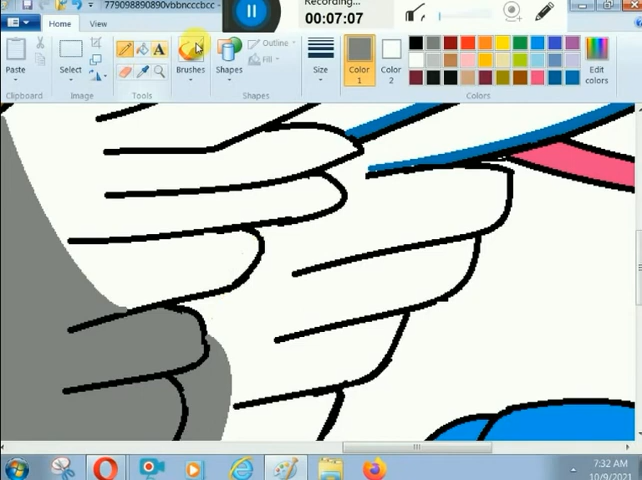 779098890890vbbnccccbcc -
Recording...
00:07:07
Home
View
Paste
Select
Brushes
Shapes
Outline
Fill
Size
Color
1
Color
2
Edit
colors
Clipboard
Image
Tools
Shapes
Colors
7:32 AM
10/9/2021